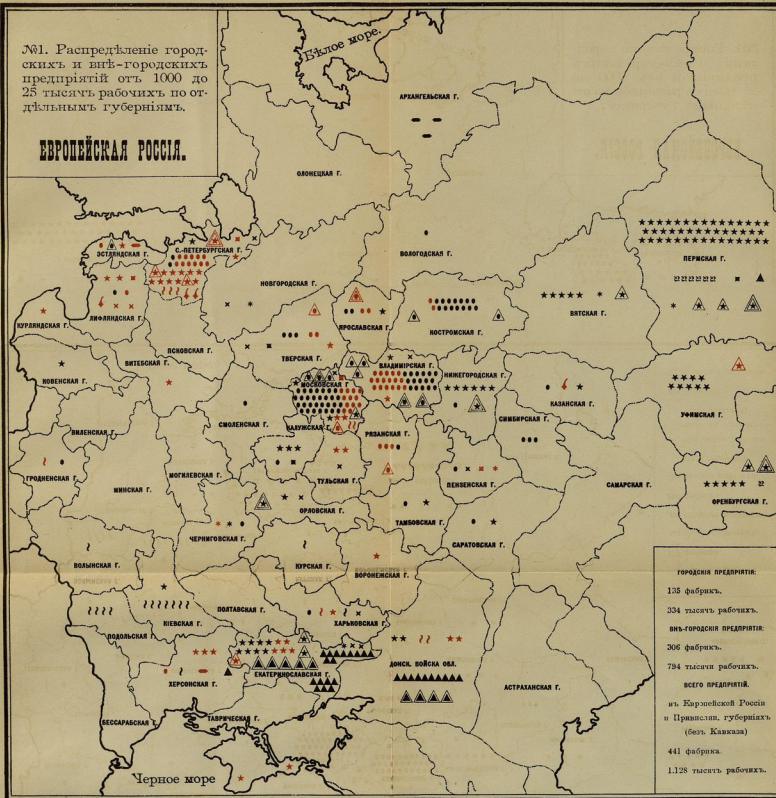 №1. Распредѣленіе город-
скихъ и внѣ-городскихъ
предпріятій отъ 1000 до
25 тысячъ рабочихъ по от-
дѣльнымъ губерніямъ.
ЕВРОПЕЙСКАЯ РОССІЯ.
Бѣлое море.
АРХАНГЕЛЬСКАЯ Г.
ОЛОНЕЦКАЯ Г.
С.-ПЕТЕРБУРГСКАЯ Г.
ЭСТЛЯНДСКАЯ Г.
ВОЛОГОДСКАЯ Г.
ПЕРМСКАЯ Г.
НОВГОРОДСКАЯ Г.
ВЯТСКАЯ Г.
ЛИФЛЯНДСКАЯ Г.
КУРЛЯНДСКАЯ Г.
ЯРОСЛАВСКАЯ Г.
КОСТРОМСКАЯ Г.
ПСКОВСКАЯ Г.
ТВЕРСКАЯ Г.
ВИТЕБСКАЯ Г.
ВЛАДИМІРСКАЯ Г.
НИЖЕГОРОДСКАЯ Г.
КОВЕНСКАЯ Г.
МОСКОВСКАЯ Г.
КАЗАНСКАЯ Г.
УФИМСКАЯ Г.
СМОЛЕНСКАЯ Г.
КАЛУЖСКАЯ Г.
СИМБИРСКАЯ Г.
ВИЛЕНСКАЯ Г.
РЯЗАНСКАЯ Г.
ГРОДНЕНСКАЯ Г.
МОГИЛЕВСКАЯ Г.
ТУЛЬСКАЯ Г.
ПЕНЗЕНСКАЯ Г.
САМАРСКАЯ Г.
МИНСКАЯ Г.
ОРЕНБУРГСКАЯ Г.
ОРЛОВСКАЯ Г.
ТАМБОВСКАЯ Г.
ЧЕРНИГОВСКАЯ Г.
САРАТОВСКАЯ Г.
ВОЛЫНСКАЯ Г.
КУРСКАЯ Г.
ВОРОНЕЖСКАЯ Г.
ПОЛТАВСКАЯ Г.
КІЕВСКАЯ Г.
ХАРЬКОВСКАЯ Г.
ПОДОЛЬСКАЯ Г.
ДОНСК. ВОЙСКА ОБЛ.
ЕКАТЕРИНОСЛАВСКАЯ Г.
ХЕРСОНСКАЯ Г.
АСТРАХАНСКАЯ Г.
БЕССАРАБСКАЯ Г.
ТАВРИЧЕСКАЯ Г.
Черное море
ГОРОДСКІЯ ПРЕДПРІЯТІЯ:
135 фабрик.
334 тысячъ рабочихъ.
ВНѢ-ГОРОДСКІЯ ПРЕДПРІЯТІЯ:
306 фабрик.
794 тысячи рабочихъ.
ВСЕГО ПРЕДПРІЯТІЙ.
въ Европейской Россіи
и Привислян. губерніях
(безъ Кавказа)
441 фабрика.
1.128 тысячъ рабочихъ.